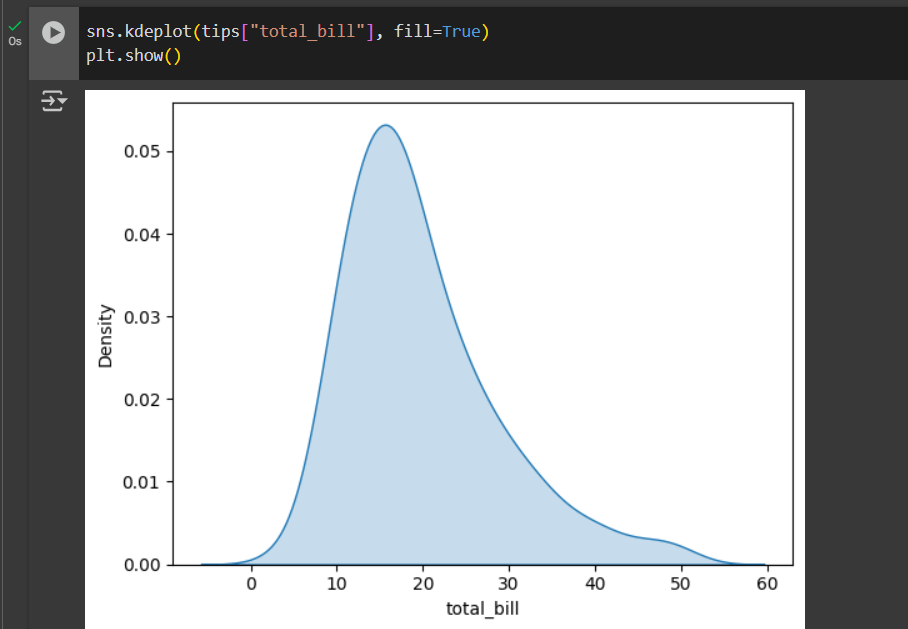 sns.kdeplot(tips["total_bill"], fill=True)
0s
plt.show()
0.05
0.04
0.03
0.02
0.01
0.00
Density
0 10 20 30 40 50 60
total_bill